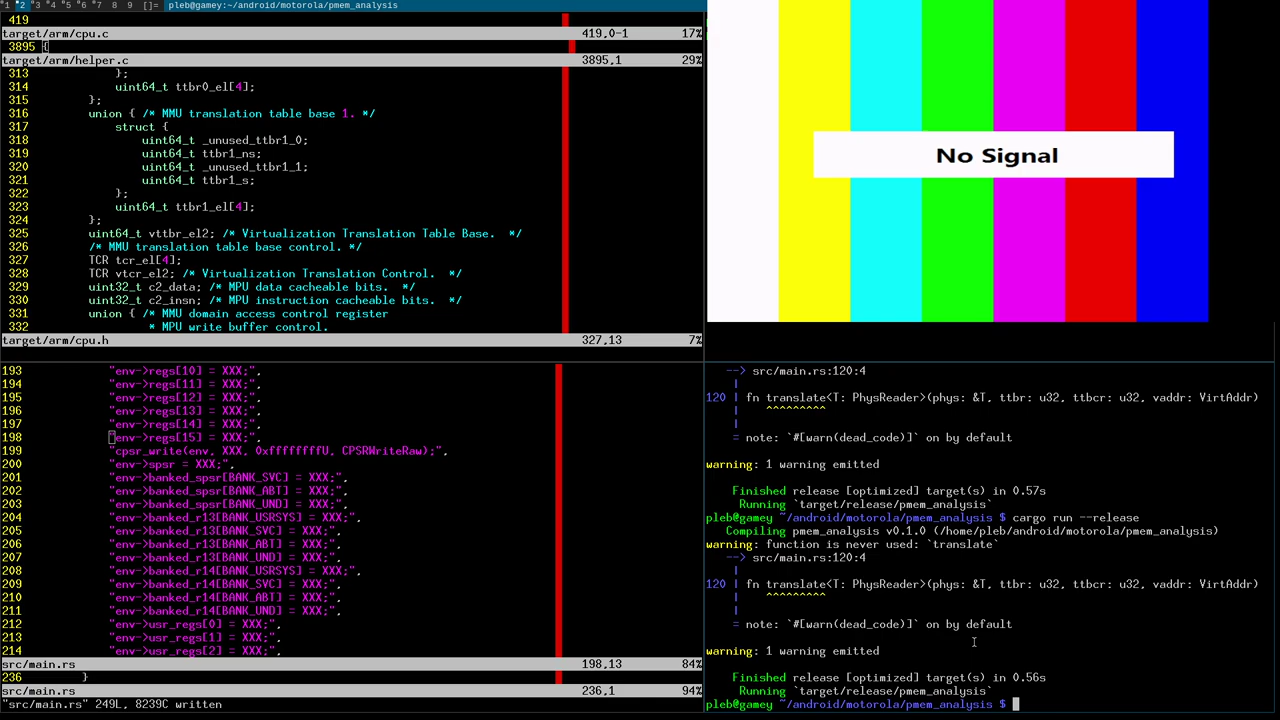 1 2 3 4 5 6 7 8 9 []= pleb@gamey:~/android/motorola/pmem_analysis
419
target/arm/cpu.c 419,0-1 17%
3895 {
target/arm/helper.c 3895,1 29%
313 };
314 uint64_t ttbr0_el[4];
315 };
316 union { /* MMU translation table base 1. */
317 struct {
318 uint64_t _unused_ttbr1_0;
319 uint64_t ttbr1_ns;
320 uint64_t _unused_ttbr1_1;
321 uint64_t ttbr1_s;
322 };
323 uint64_t ttbr1_el[4];
324 };
325 uint64_t vttbr_el2; /* Virtualization Translation Table Base. */
326 /* MMU translation table base control. */
327 TCR tcr_el[4];
328 TCR vtcr_el2; /* Virtualization Translation Control. */
329 uint32_t c2_data; /* MPU data cacheable bits. */
330 uint32_t c2_insn; /* MPU instruction cacheable bits. */
331 union { /* MMU domain access control register
332 * MPU write buffer control.
target/arm/cpu.h 327,13 7%
No Signal
193 "env->regs[10] = XXX;",
194 "env->regs[11] = XXX;",
195 "env->regs[12] = XXX;",
196 "env->regs[13] = XXX;",
197 "env->regs[14] = XXX;",
198 "env->regs[15] = XXX;",
199 "cpsr_write(env, XXX, 0xffffffffU, CPSRWriteRaw);",
200 "env->spsr = XXX;",
201 "env->banked_spsr[BANK_SVC] = XXX;",
202 "env->banked_spsr[BANK_ABT] = XXX;",
203 "env->banked_spsr[BANK_UND] = XXX;",
204 "env->banked_r13[BANK_USRSYS] = XXX;",
205 "env->banked_r13[BANK_SVC] = XXX;",
206 "env->banked_r13[BANK_ABT] = XXX;",
207 "env->banked_r13[BANK_UND] = XXX;",
208 "env->banked_r14[BANK_USRSYS] = XXX;",
209 "env->banked_r14[BANK_SVC] = XXX;",
210 "env->banked_r14[BANK_ABT] = XXX;",
211 "env->banked_r14[BANK_UND] = XXX;",
212 "env->usr_regs[0] = XXX;",
213 "env->usr_regs[1] = XXX;",
214 "env->usr_regs[2] = XXX;",
src/main.rs 198,13 84%
236 }
src/main.rs 236,1 94%
"src/main.rs" 249L, 8239C written
--> src/main.rs:120:4
|
120 | fn translate<T: PhysReader>(phys: &T, ttbr: u32, ttbcr: u32, vaddr: VirtAddr)
| ^^^^^^^^^
|
= note: `#[warn(dead_code)]` on by default
warning: 1 warning emitted
Finished release [optimized] target(s) in 0.57s
Running `target/release/pmem_analysis`
pleb@gamey ~/android/motorola/pmem_analysis $ cargo run --release
Compiling pmem_analysis v0.1.0 (/home/pleb/android/motorola/pmem_analysis)
warning: function is never used: `translate`
--> src/main.rs:120:4
|
120 | fn translate<T: PhysReader>(phys: &T, ttbr: u32, ttbcr: u32, vaddr: VirtAddr)
| ^^^^^^^^^
|
= note: `#[warn(dead_code)]` on by default
warning: 1 warning emitted
Finished release [optimized] target(s) in 0.56s
Running `target/release/pmem_analysis`
pleb@gamey ~/android/motorola/pmem_analysis $